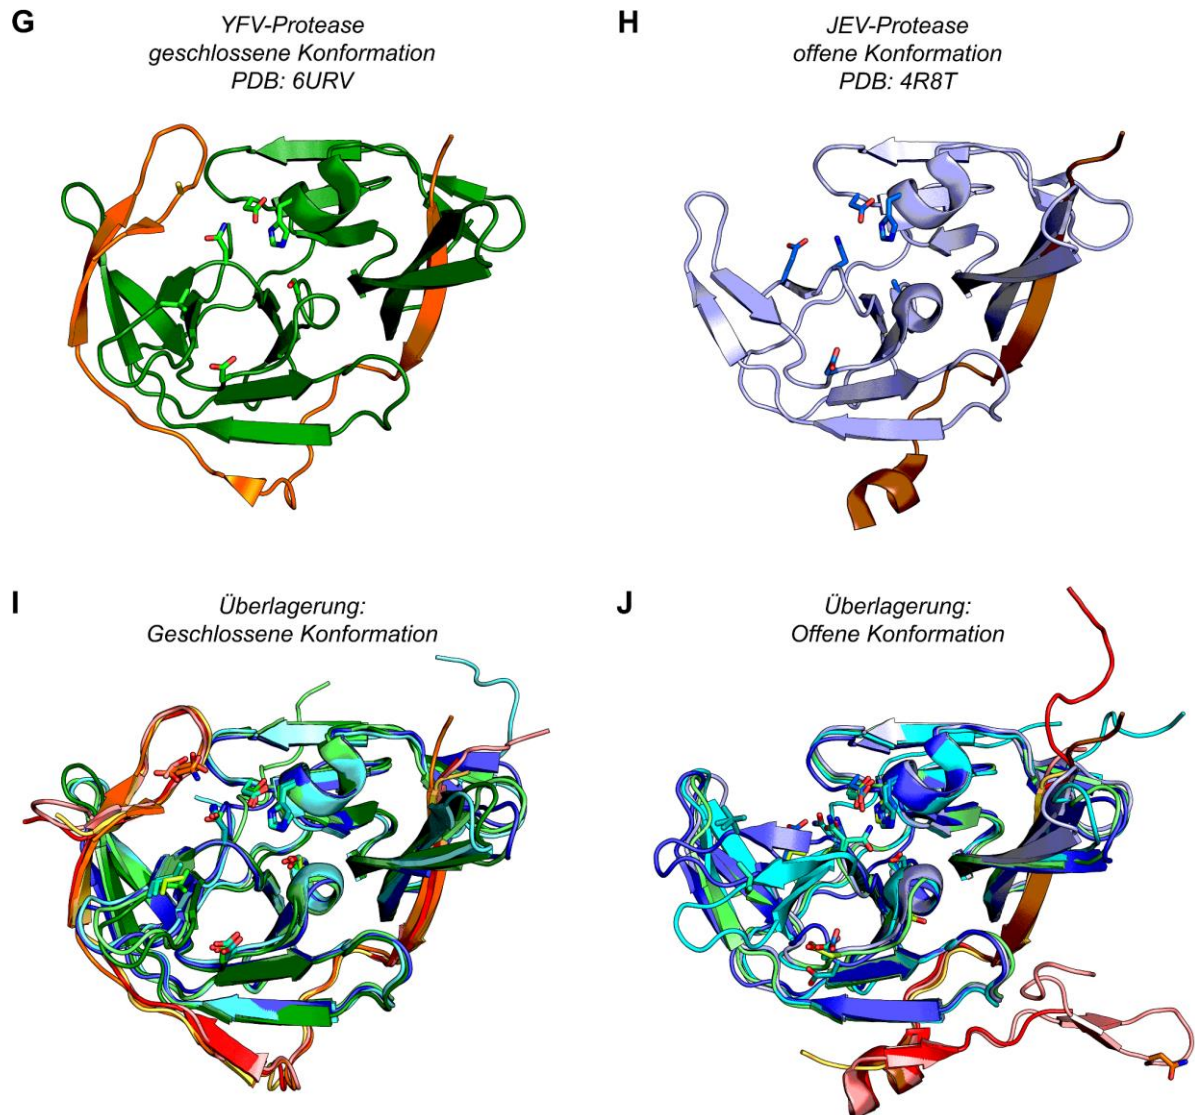 G
YFV-Protease
geschlossene Konformation
PDB: 6URV
H
JEV-Protease
offene Konformation
PDB: 4R8T
I
Überlagerung:
Geschlossene Konformation
J
Überlagerung:
Offene Konformation